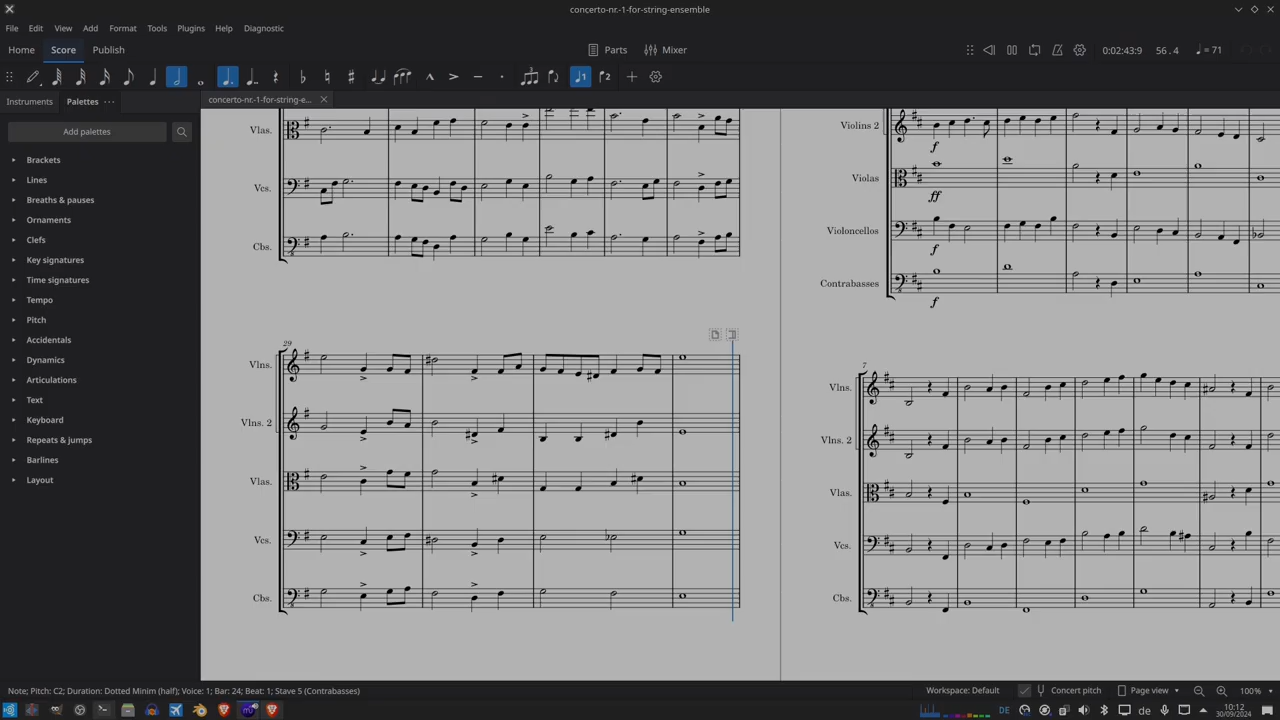 concerto-nr.-1-for-string-ensemble
File Edit View Add Format Tools Plugins Help Diagnostic
Home Score Publish Parts Mixer 0:02:43:9 56. 4 = 71
1 2
Instruments Palettes concerto-nr.-1-for-string-e...
Add palettes
Brackets
Lines
Breaths & pauses
Ornaments
Clefs
Key signatures
Time signatures
Tempo
Pitch
Accidentals
Dynamics
Articulations
Text
Keyboard
Repeats & jumps
Barlines
Layout
Vlas.
Vcs.
Cbs.
29
Vlns.
Vlns. 2
Vlas.
Vcs.
Cbs.
Violins 2
f
Violas
ff
Violoncellos
f
Contrabasses
f
7
Vlns.
Vlns. 2
Vlas.
Vcs.
Cbs.
Note; Pitch: C2; Duration: Dotted Minim (half); Voice: 1; Bar: 24; Beat: 1; Stave 5 (Contrabasses) Workspace: Default Concert pitch Page view 100%
DE de 10:12
30/09/2024